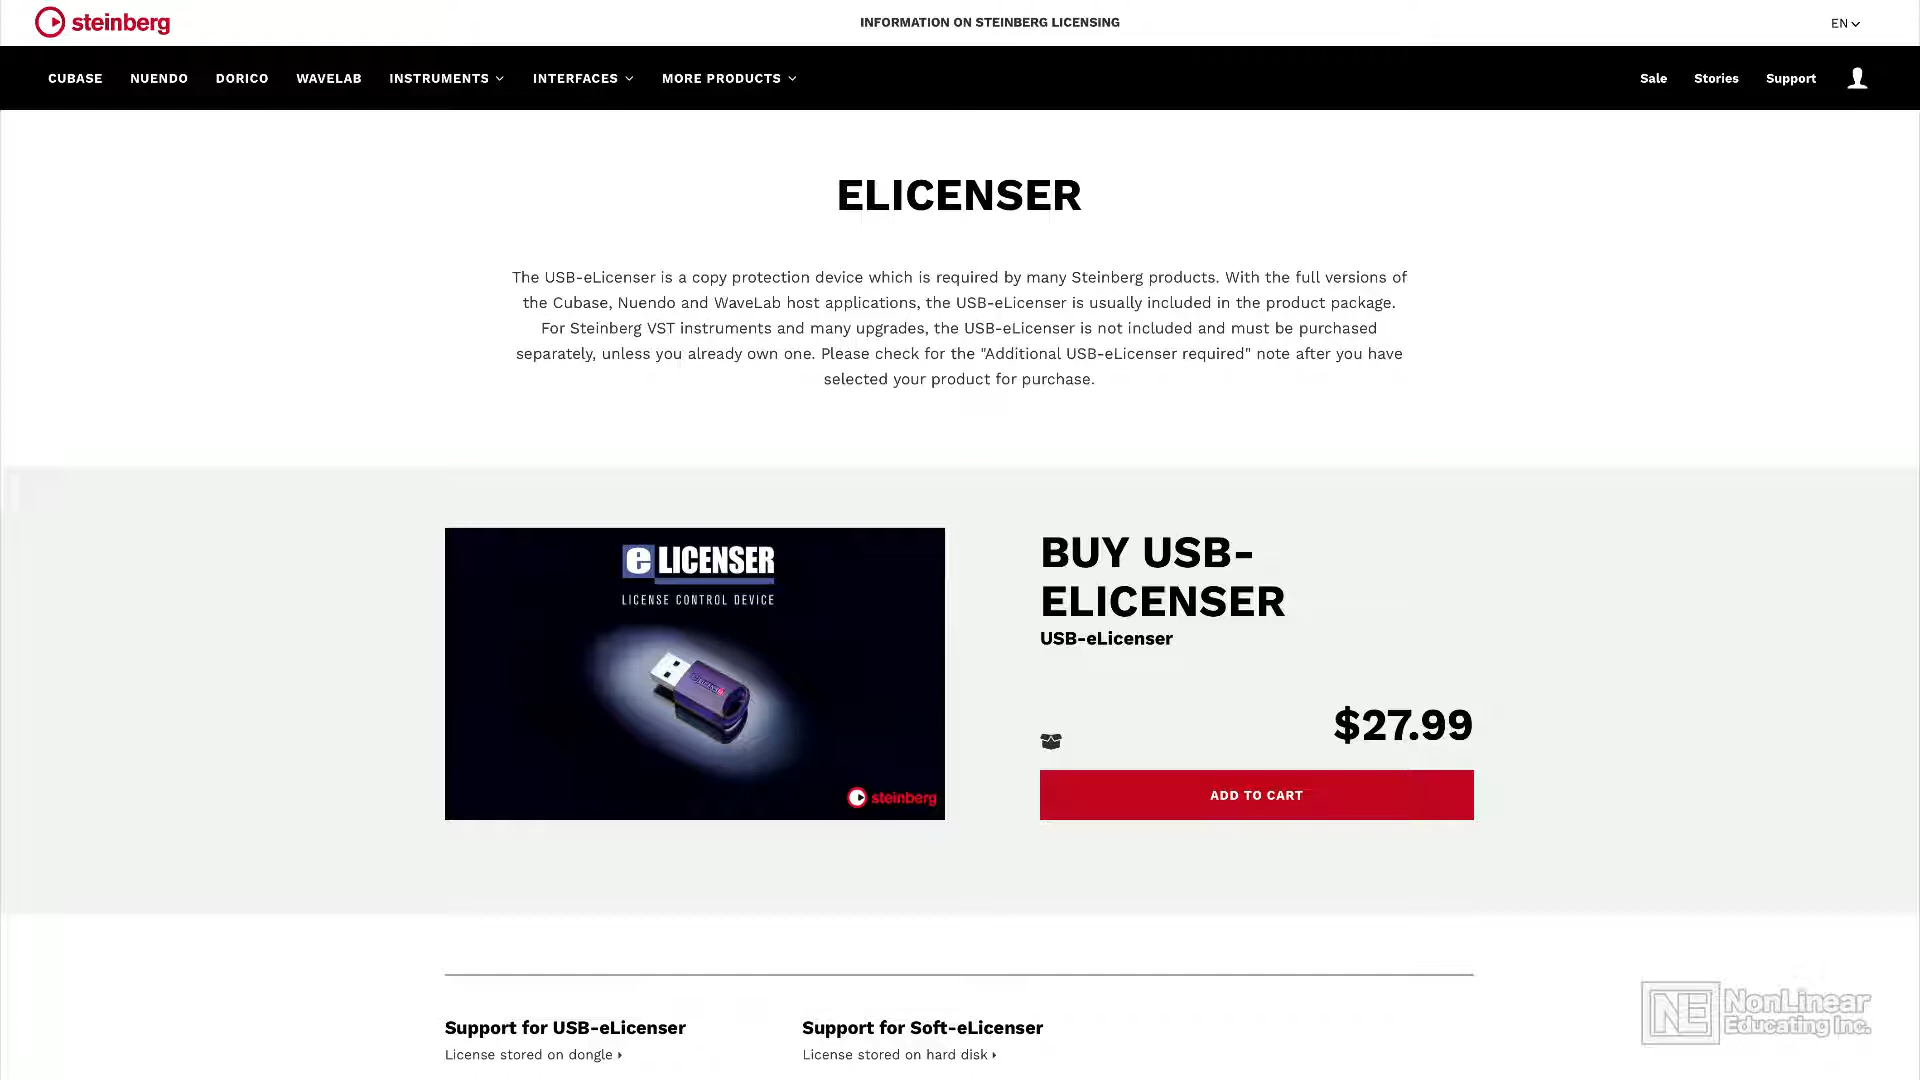 steinberg
INFORMATION ON STEINBERG LICENSING
EN
CUBASE NUENDO DORICO WAVELAB INSTRUMENTS INTERFACES MORE PRODUCTS Sale Stories Support
ELICENSER
The USB-eLicenser is a copy protection device which is required by many Steinberg products. With the full versions of
the Cubase, Nuendo and WaveLab host applications, the USB-eLicenser is usually included in the product package.
For Steinberg VST instruments and many upgrades, the USB-eLicenser is not included and must be purchased
separately, unless you already own one. Please check for the "Additional USB-eLicenser required" note after you have
selected your product for purchase.
e LICENSER
LICENSE CONTROL DEVICE
steinberg
BUY USB-
ELICENSER
USB-eLicenser
$27.99
ADD TO CART
Support for USB-eLicenser
License stored on dongle
Support for Soft-eLicenser
License stored on hard disk
NE NonLinear
Educating Inc.